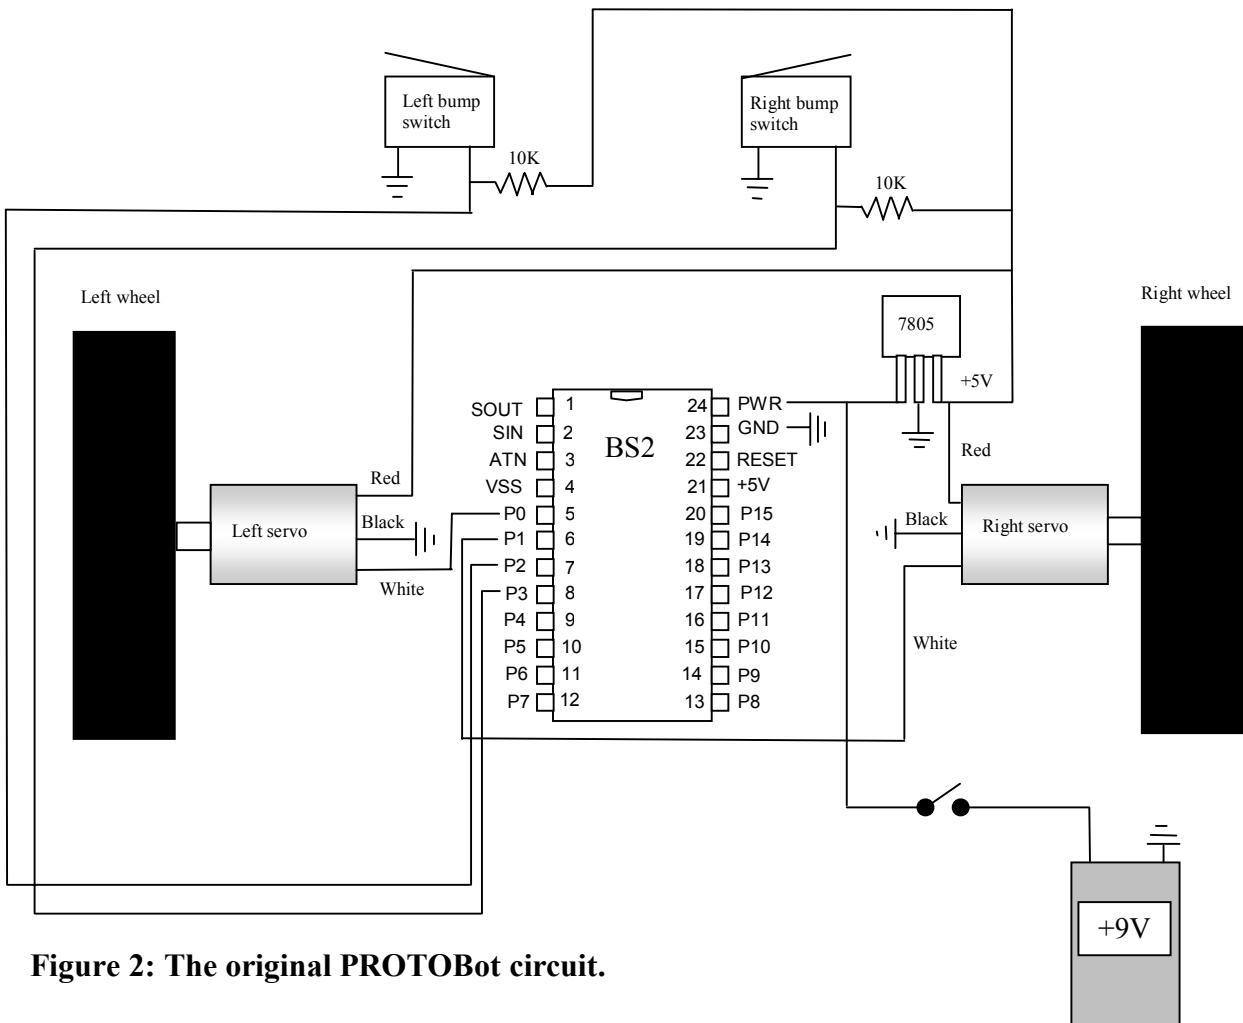 Left bump
switch
Right bump
switch
10K
10K
Left wheel
Right wheel
7805
+5V
BS2
SOUT 1
SIN 2
ATN 3
VSS 4
P0 5
P1 6
P2 7
P3 8
P4 9
P5 10
P6 11
P7 12
24 PWR
23 GND
22 RESET
21 +5V
20 P15
19 P14
18 P13
17 P12
16 P11
15 P10
14 P9
13 P8
Red
Black
Left servo
White
Red
Black
Right servo
White
+9V
Figure 2: The original PROTOBot circuit.